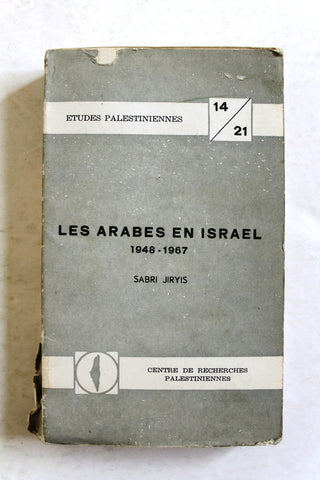 ETUDES PALESTINIENNES
14/21
LES ARABES EN ISRAEL
1948-1967
SABRI JIRYIS
CENTRE DE RECHERCHES
PALESTINIENNES